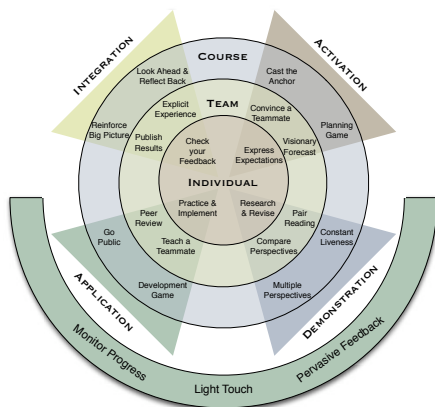 INTEGRATION
COURSE
ACTIVATION
Look Ahead &
Reflect Back
Cast the
Anchor
Explicit
Experience
TEAM
Convince a
Teammate
Reinforce
Big Picture
Publish
Results
Check
your
Feedback
Express
Expectations
Visionary
Forecast
Planning
Game
INDIVIDUAL
Practice &
Implement
Research
& Revise
Peer
Review
Pair
Reading
Go
Public
Constant
Liveness
Teach a
Teammate
Compare
Perspectives
Development
Game
Multiple
Perspectives
APPLICATION
DEMONSTRATION
Monitor Progress
Light Touch
Pervasive Feedback